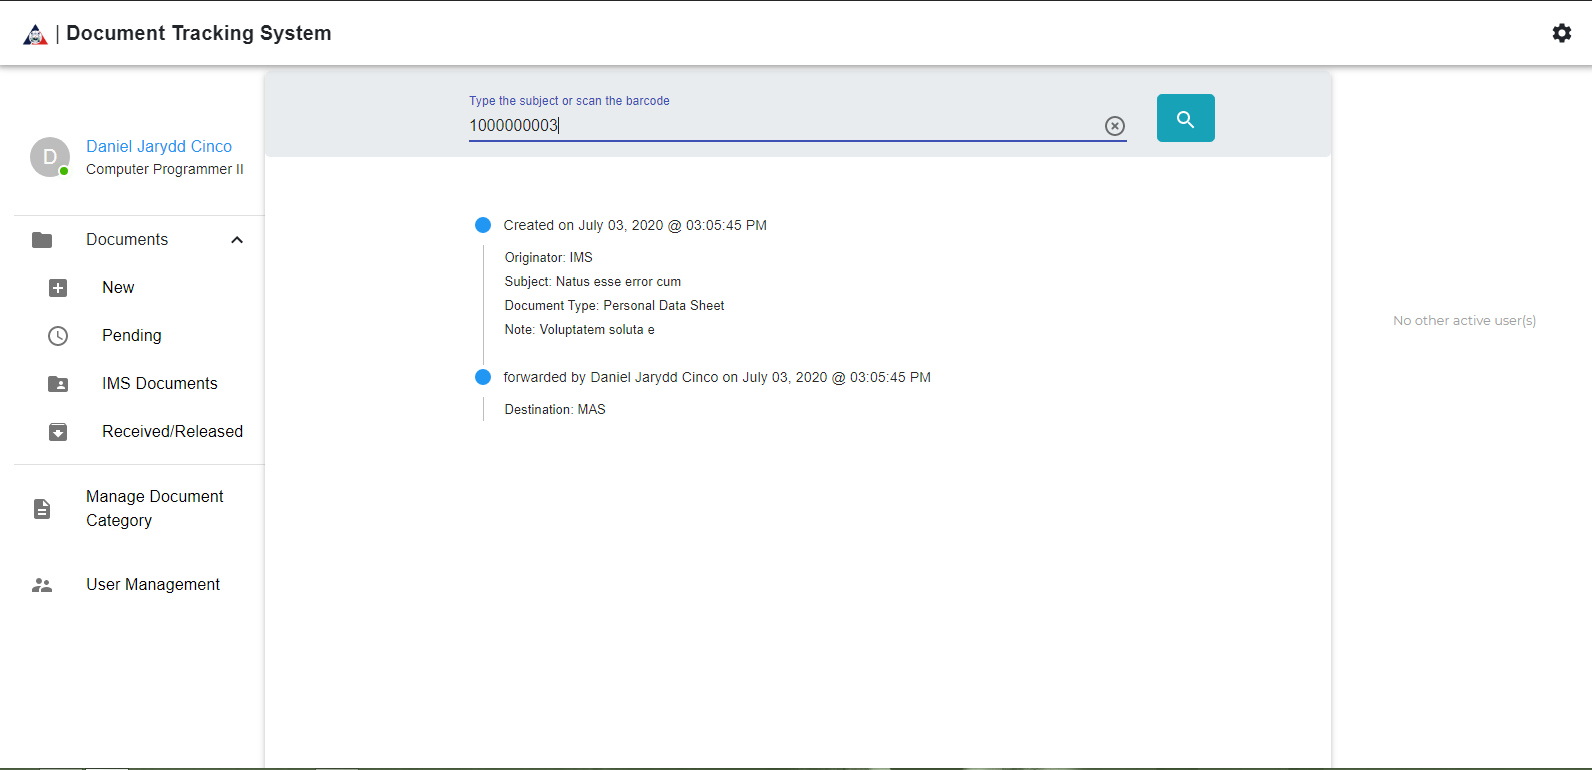 | Document Tracking System
Type the subject or scan the barcode
1000000003
D
Daniel Jarydd Cinco
Computer Programmer II
Documents
New
Pending
IMS Documents
Received/Released
Manage Document
Category
User Management
Created on July 03, 2020 @ 03:05:45 PM
Originator: IMS
Subject: Natus esse error cum
Document Type: Personal Data Sheet
Note: Voluptatem soluta e
forwarded by Daniel Jarydd Cinco on July 03, 2020 @ 03:05:45 PM
Destination: MAS
No other active user(s)